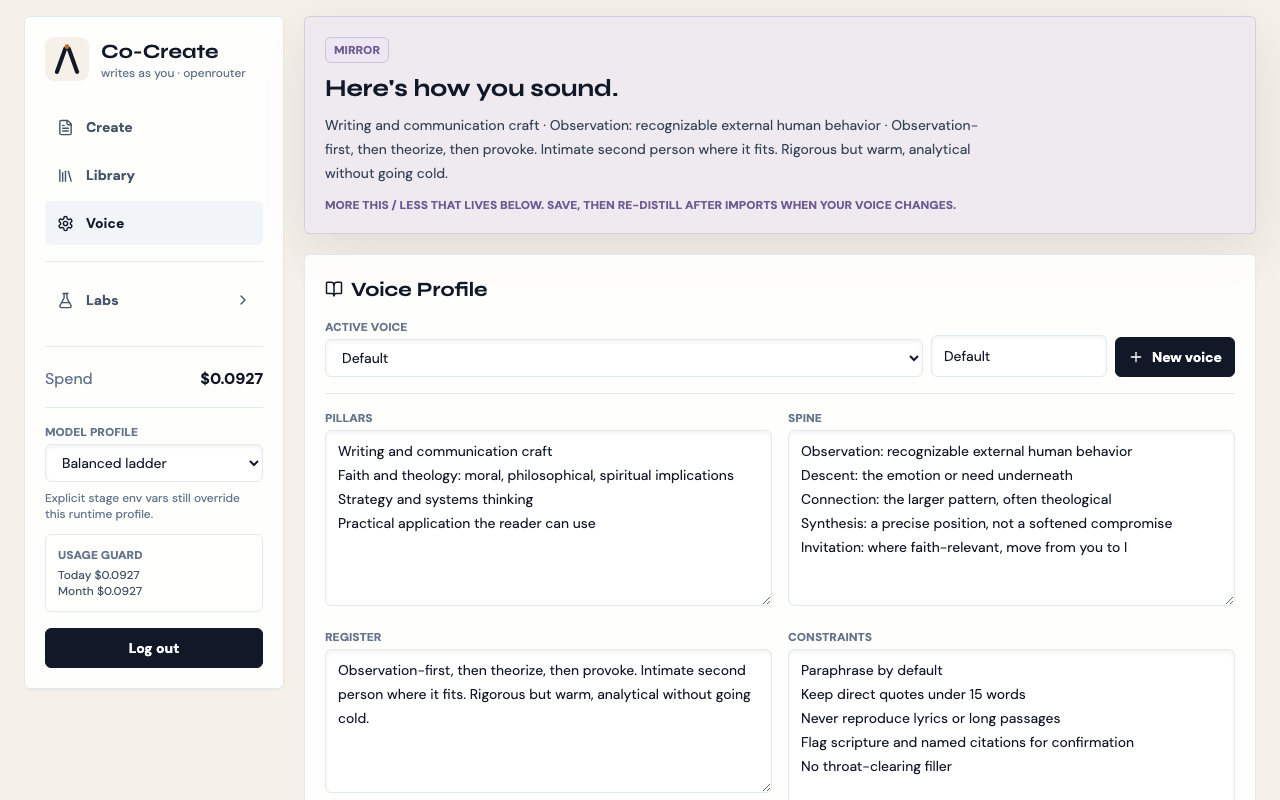 Co-Create
writes as you · openrouter
Create
Library
Voice
Labs
Spend $0.0927
MODEL PROFILE
Balanced ladder
Explicit stage env vars still override
this runtime profile.
USAGE GUARD
Today $0.0927
Month $0.0927
Log out
MIRROR
Here's how you sound.
Writing and communication craft · Observation: recognizable external human behavior · Observation-
first, then theorize, then provoke. Intimate second person where it fits. Rigorous but warm, analytical
without going cold.
MORE THIS / LESS THAT LIVES BELOW. SAVE, THEN RE-DISTILL AFTER IMPORTS WHEN YOUR VOICE CHANGES.
Voice Profile
ACTIVE VOICE
Default
Default
New voice
PILLARS
Writing and communication craft
Faith and theology: moral, philosophical, spiritual implications
Strategy and systems thinking
Practical application the reader can use
SPINE
Observation: recognizable external human behavior
Descent: the emotion or need underneath
Connection: the larger pattern, often theological
Synthesis: a precise position, not a softened compromise
Invitation: where faith-relevant, move from you to I
REGISTER
Observation-first, then theorize, then provoke. Intimate second
person where it fits. Rigorous but warm, analytical without going
cold.
CONSTRAINTS
Paraphrase by default
Keep direct quotes under 15 words
Never reproduce lyrics or long passages
Flag scripture and named citations for confirmation
No throat-clearing filler